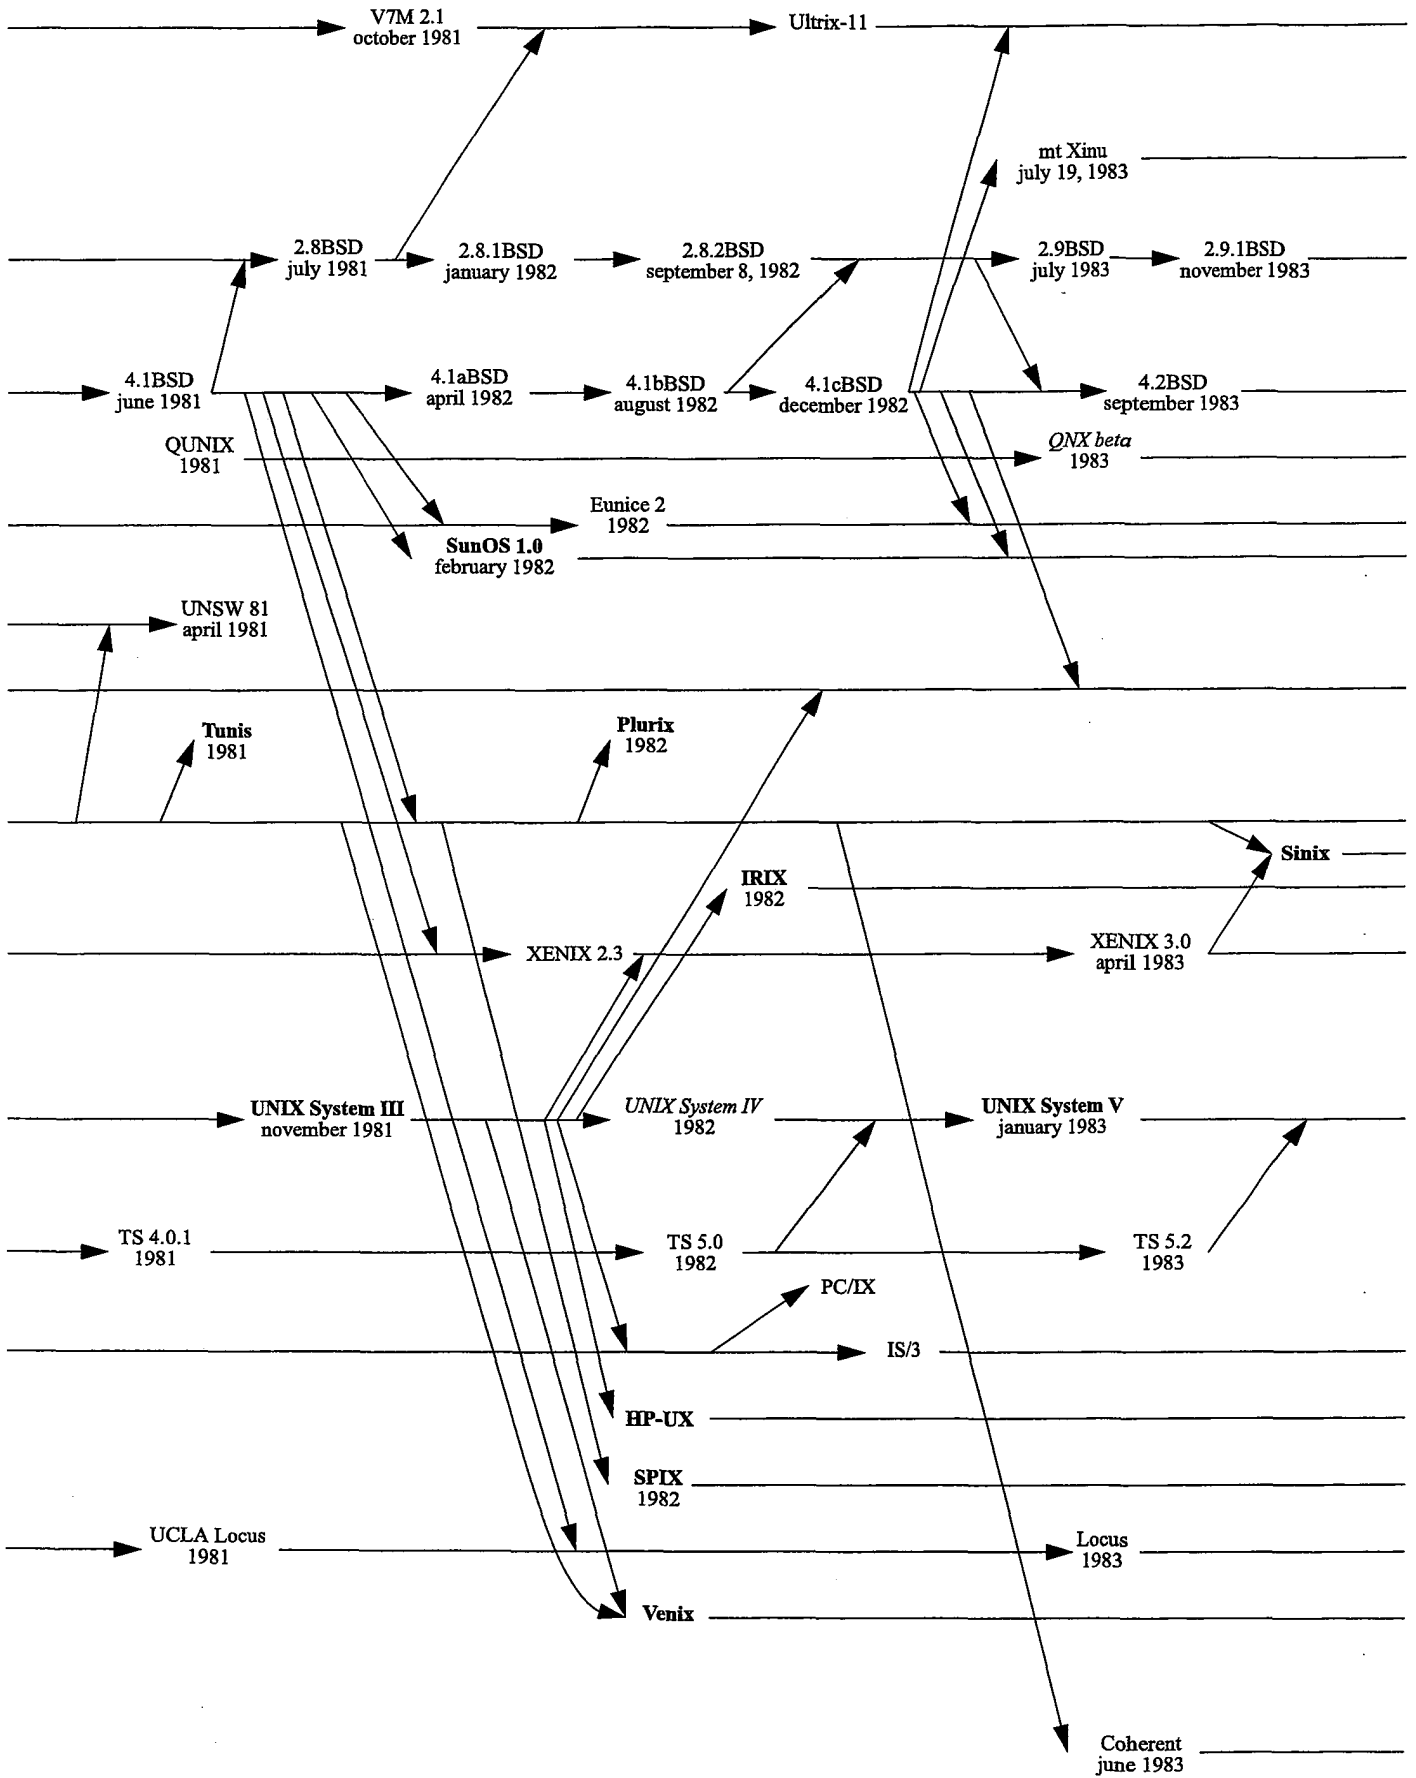 V7M 2.1
october 1981
Ultrix-11
mt Xinu
july 19, 1983
2.8BSD
july 1981
2.8.1BSD
january 1982
2.8.2BSD
september 8, 1982
2.9BSD
july 1983
2.9.1BSD
november 1983
4.1BSD
june 1981
4.1aBSD
april 1982
4.1bBSD
august 1982
4.1cBSD
december 1982
4.2BSD
september 1983
QUNIX
1981
QNX beta
1983
Eunice 2
1982
SunOS 1.0
february 1982
UNSW 81
april 1981
Tunis
1981
Plurix
1982
Sinix
IRIX
1982
XENIX 2.3
XENIX 3.0
april 1983
UNIX System III
november 1981
UNIX System IV
1982
UNIX System V
january 1983
TS 4.0.1
1981
TS 5.0
1982
TS 5.2
1983
PC/IX
IS/3
HP-UX
SPIX
1982
UCLA Locus
1981
Locus
1983
Venix
Coherent
june 1983